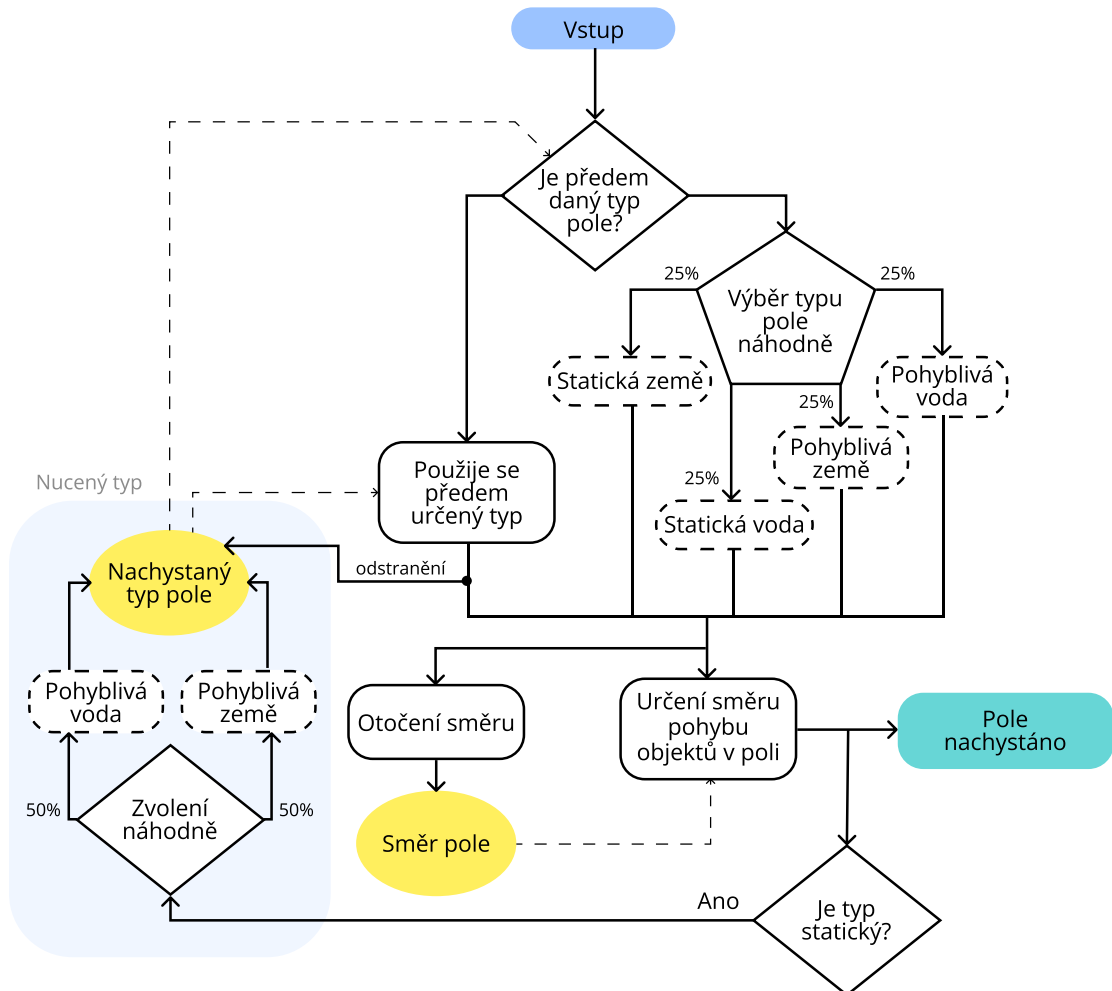 Vstup
Je předem
daný typ
pole?
25%
25%
Výběr typu
pole
náhodně
Statická země
Pohyblivá
voda
25%
Pohyblivá
země
25%
Statická voda
Použije se
předem
určený typ
Nucený typ
odstranění
Nachystaný
typ pole
Pohyblivá
voda
Pohyblivá
země
Otočení směru
Určení směru
pohybu
objektů v poli
Pole
nachystáno
50%
Zvolení
náhodně
50%
Směr pole
Ano
Je typ
statický?